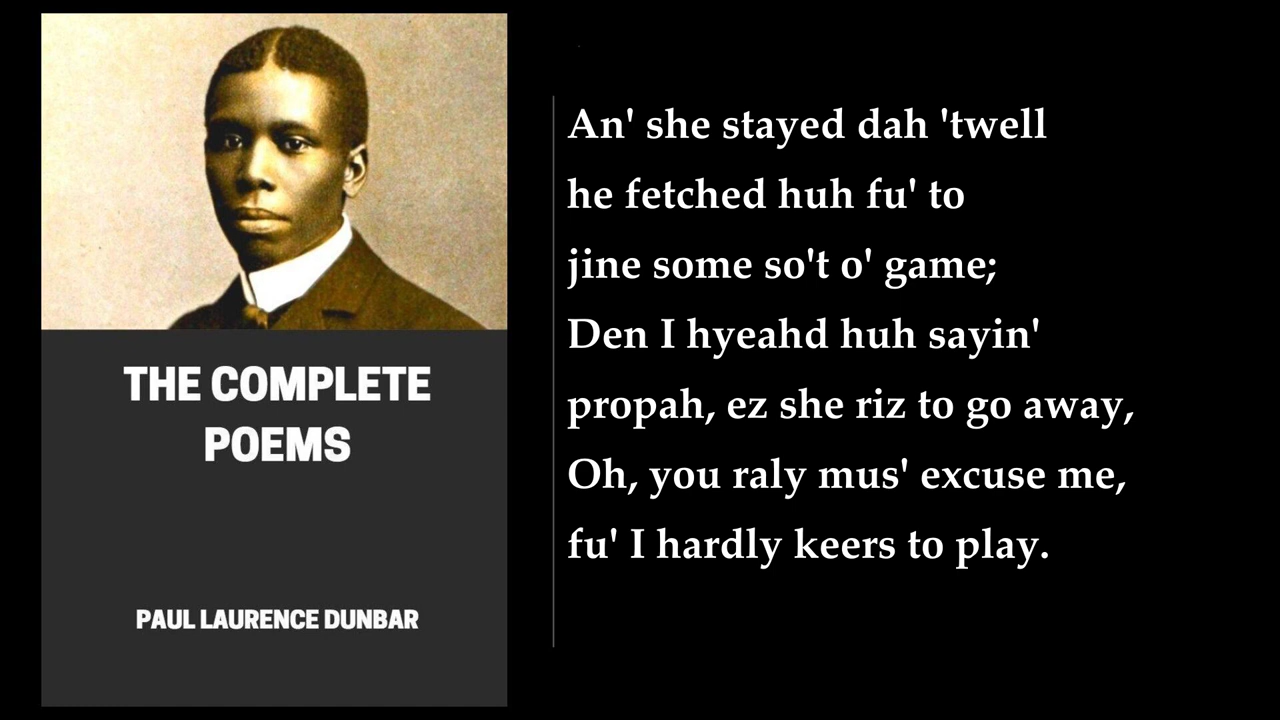 THE COMPLETE
POEMS
PAUL LAURENCE DUNBAR
An' she stayed dah 'twell
he fetched huh fu' to
jine some so't o' game;
Den I hyeahd huh sayin'
propah, ez she riz to go away,
Oh, you raly mus' excuse me,
fu' I hardly keers to play.